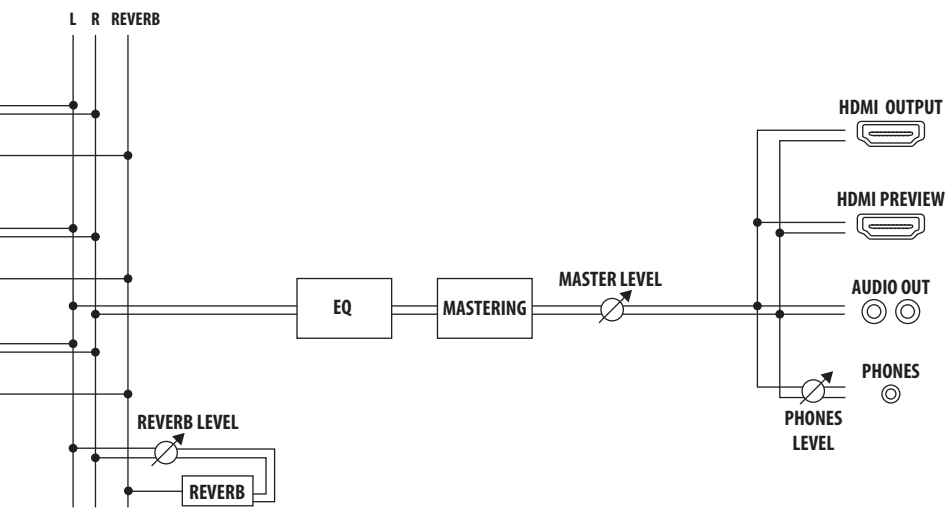 L R REVERB
HDMI OUTPUT
HDMI PREVIEW
MASTER LEVEL
AUDIO OUT
EQ
MASTERING
PHONES
PHONES
LEVEL
REVERB LEVEL
REVERB